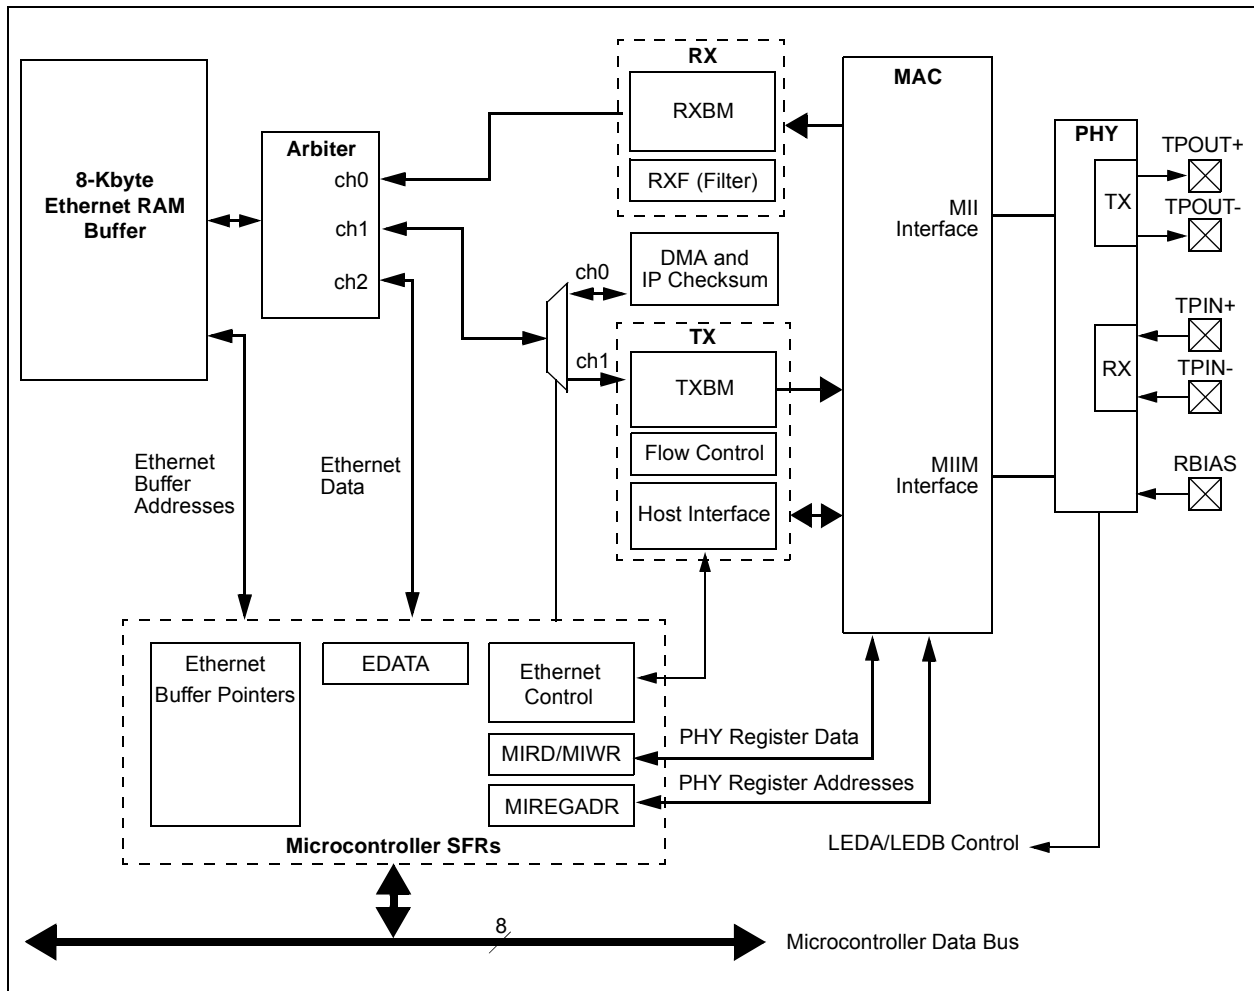 8-Kbyte
Ethernet RAM
Buffer
Arbiter
ch0
ch1
ch2
RX
RXBM
RXF (Filter)
DMA and
IP Checksum
ch0
ch1
TX
TXBM
Flow Control
Host Interface
MAC
MII
Interface
MIIM
Interface
PHY
TX
RX
TPOUT+
TPOUT-
TPIN+
TPIN-
RBIAS
Ethernet
Buffer
Addresses
Ethernet
Data
Ethernet
Buffer Pointers
EDATA
Ethernet
Control
MIRD/MIWR
MIREGADR
Microcontroller SFRs
PHY Register Data
PHY Register Addresses
LEDA/LEDB Control
8
Microcontroller Data Bus